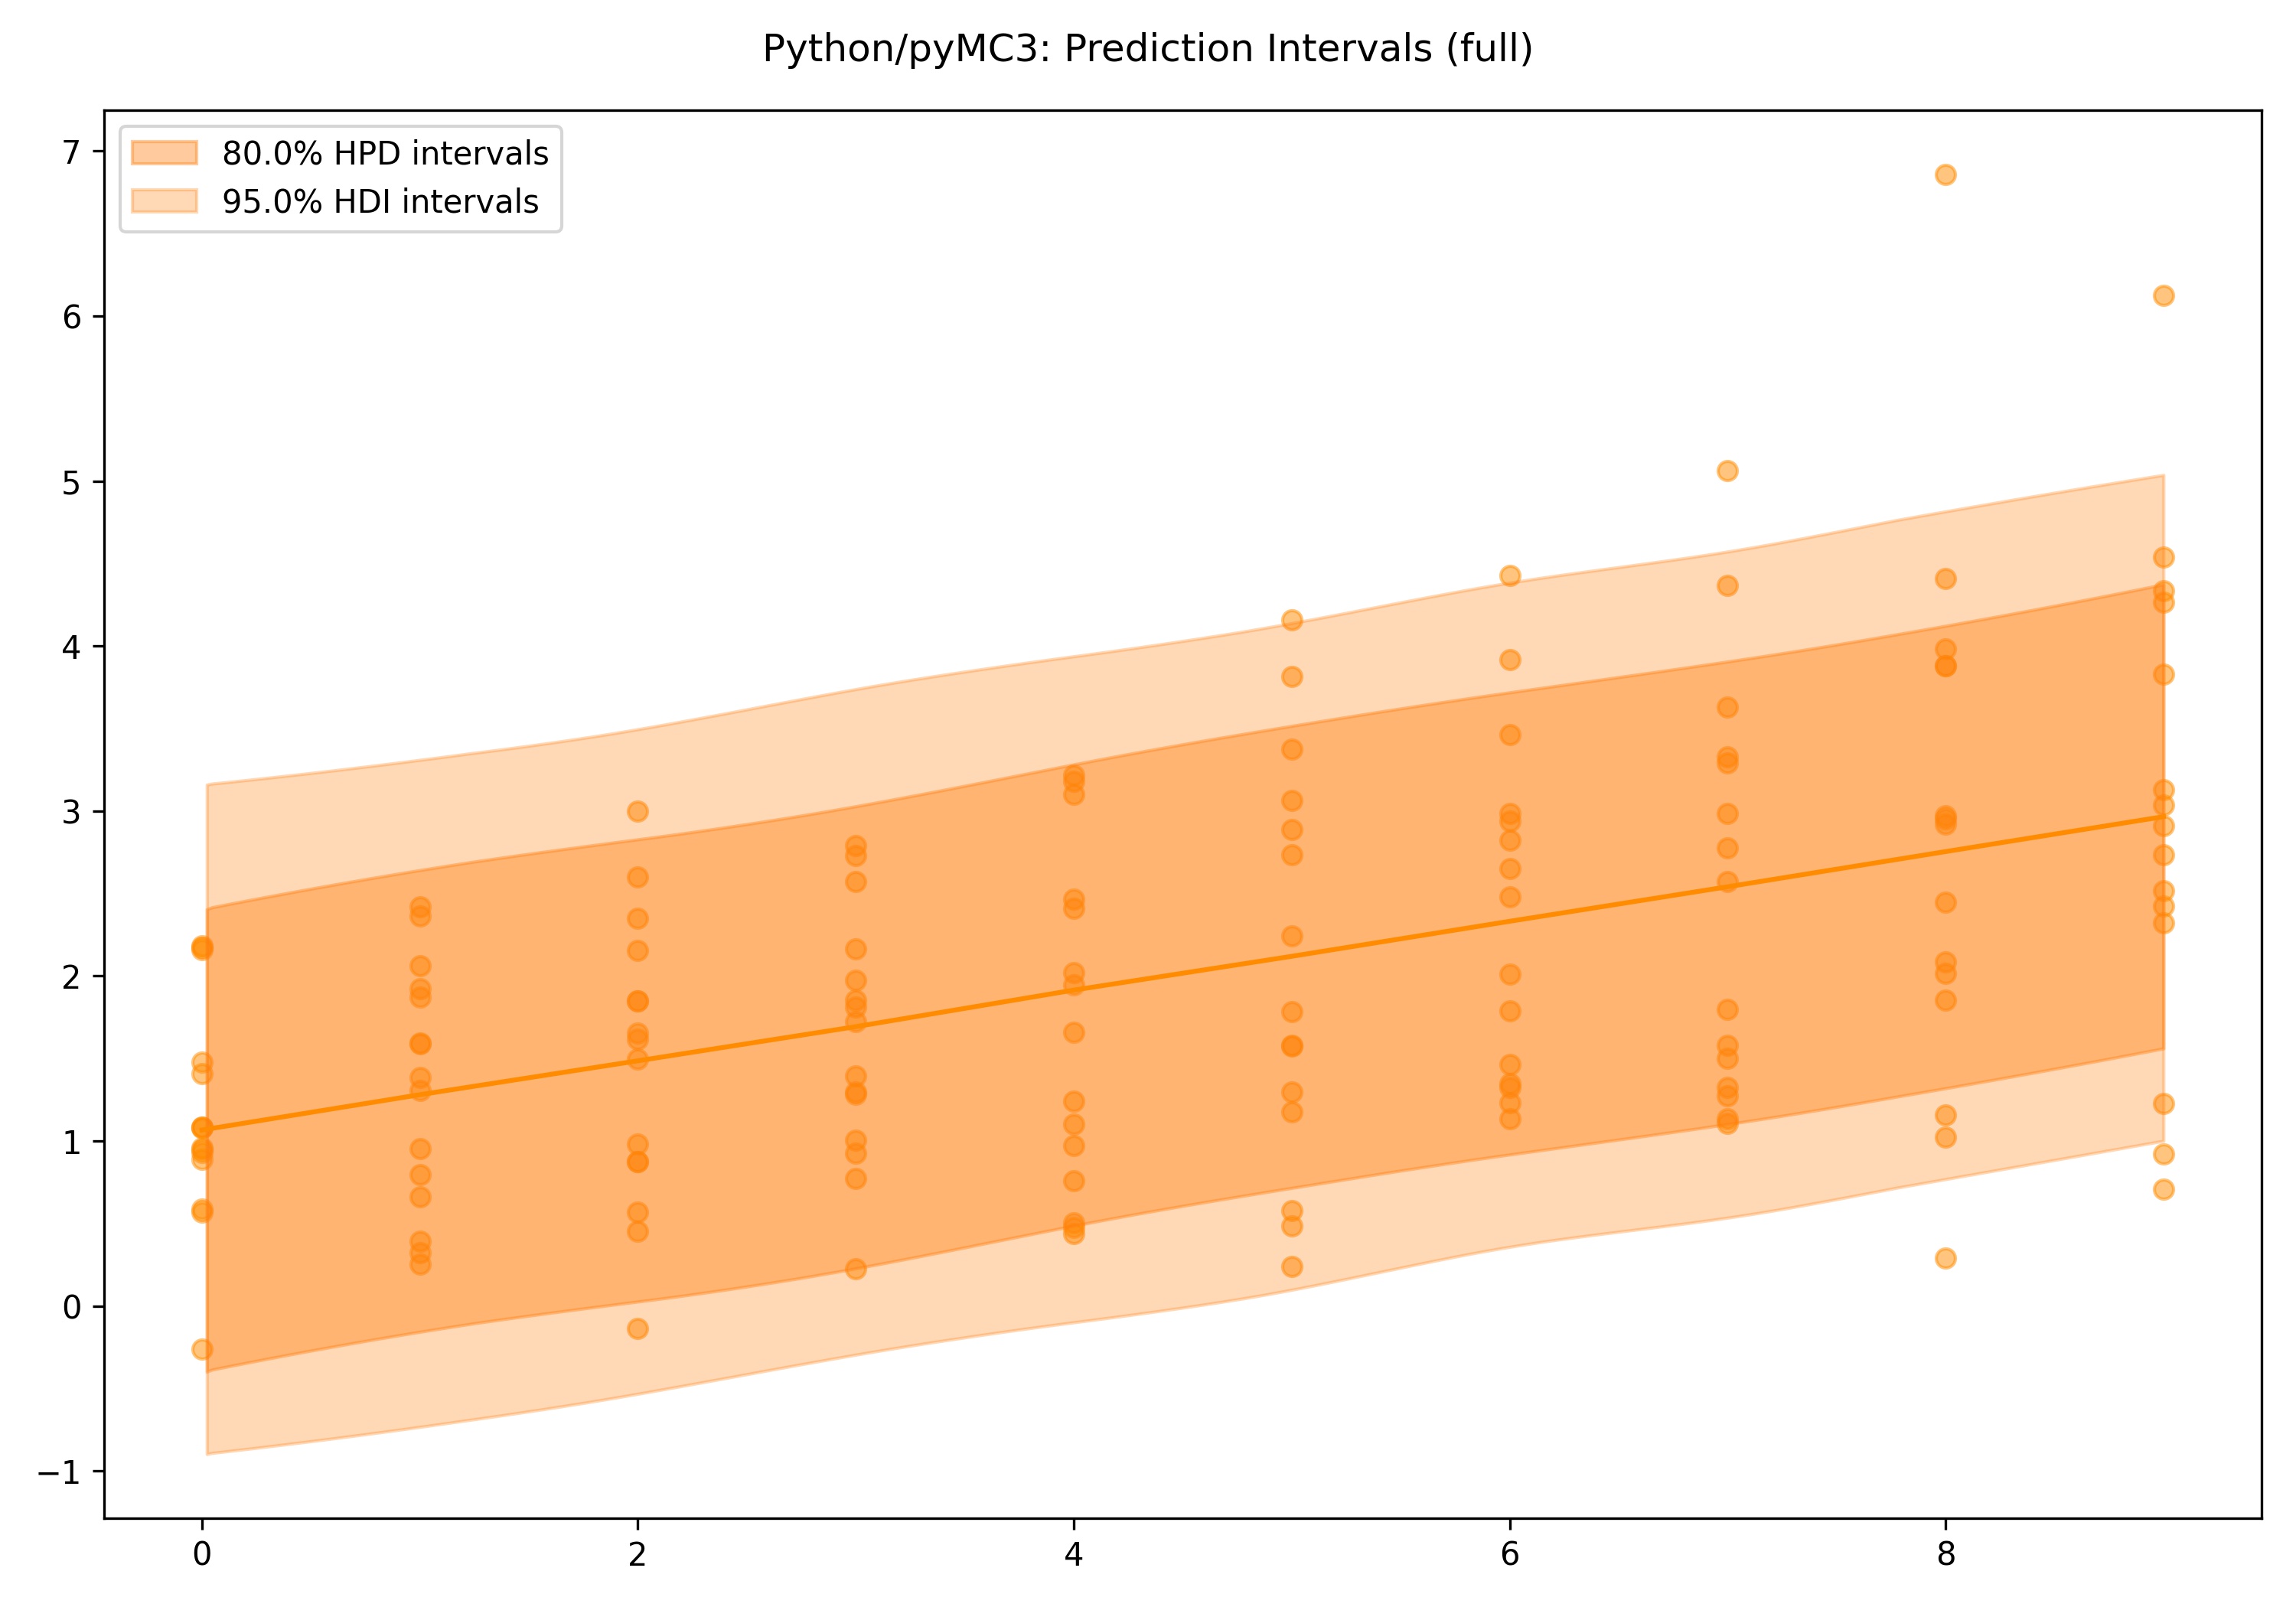 Python/pyMC3: Prediction Intervals (full)
80.0% HPD intervals
95.0% HDI intervals
7
6
5
4
3
2
1
0
−1
0 2 4 6 8